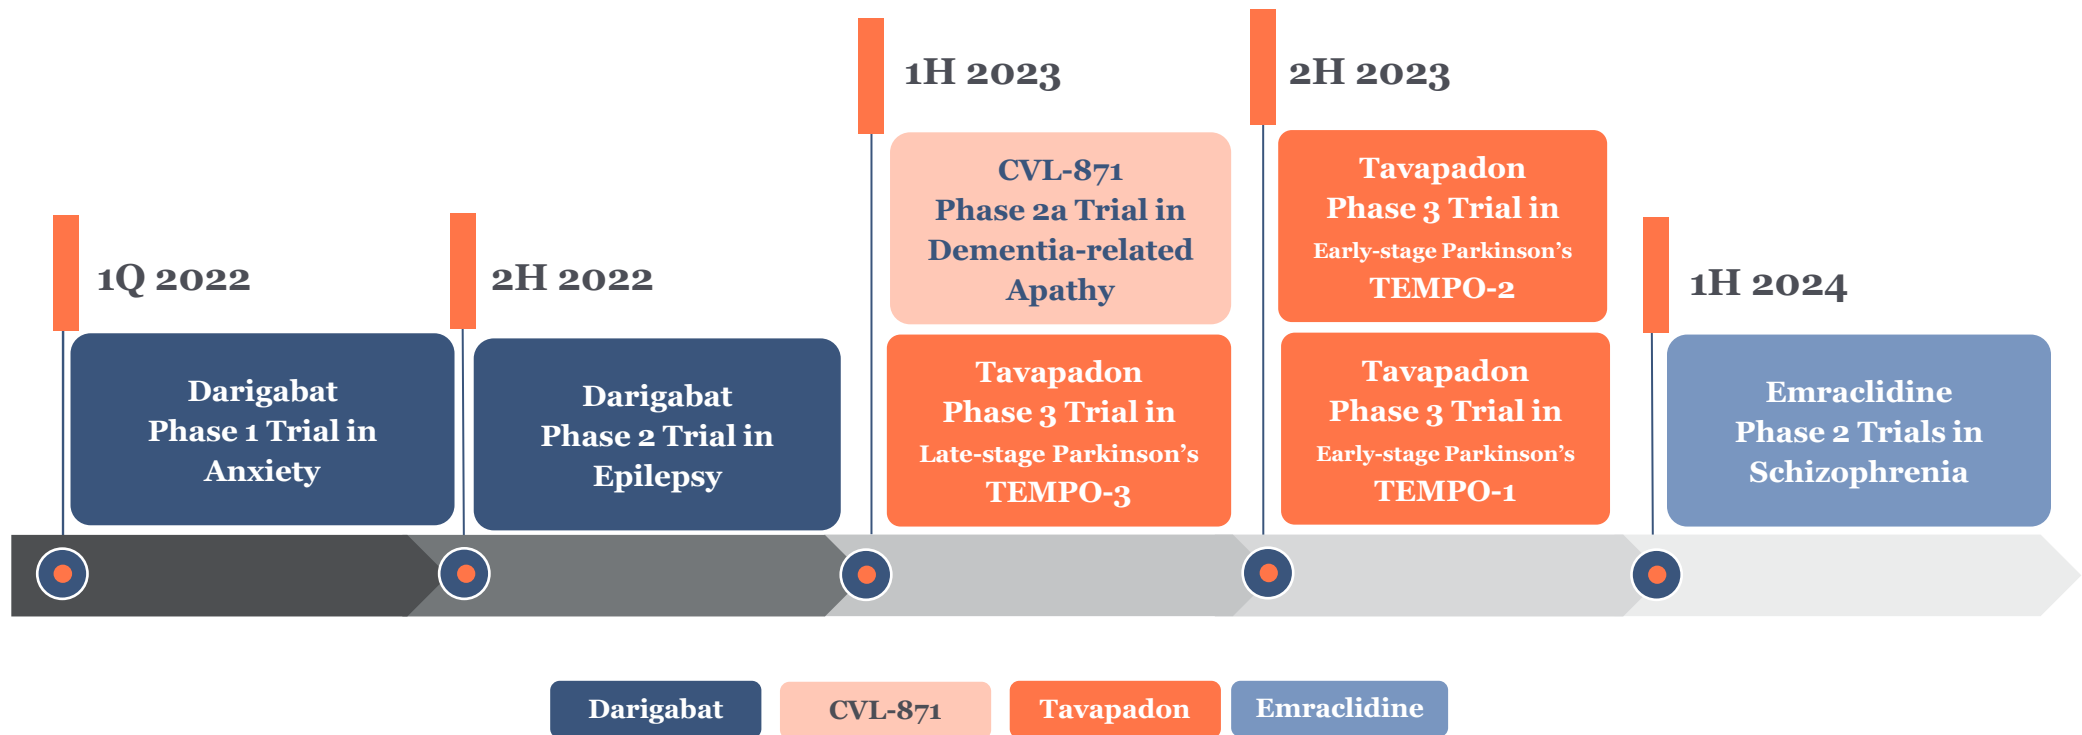 1Q 2022
Darigabat
Phase 1 Trial in
Anxiety
2H 2022
Darigabat
Phase 2 Trial in
Epilepsy
1H 2023
CVL-871
Phase 2a Trial in
Dementia-related
Apathy
Tavapadon
Phase 3 Trial in
Late-stage Parkinson's
TEMPO-3
2H 2023
Tavapadon
Phase 3 Trial in
Early-stage Parkinson's
TEMPO-2
Tavapadon
Phase 3 Trial in
Early-stage Parkinson's
TEMPO-1
1H 2024
Emraclidine
Phase 2 Trials in
Schizophrenia
Darigabat
CVL-871
Tavapadon
Emraclidine